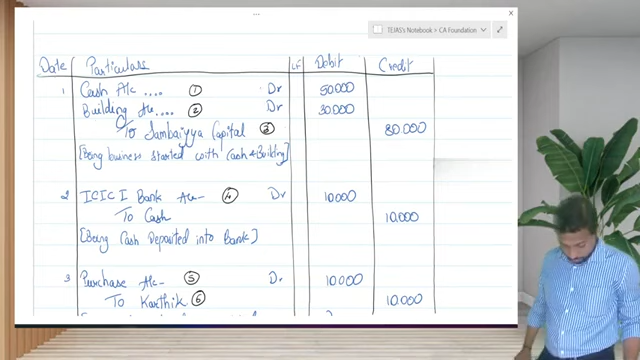 TEJAS's Notebook > CA Foundation
Date Particulars LF Debit Credit
1 Cash A/c .... ① Dr 50.000
Building A/c .... ② Dr 30.000
To Sambaiyya Capital ③ 80.000
[Being business started with Cash & Building]
2 ICICI Bank A/c- ④ Dr 10.000
To Cash 10.000
[Being Cash Deposited into Bank]
3 Purchase A/c- ⑤ Dr 10.000
To Karthik ⑥ 10.000